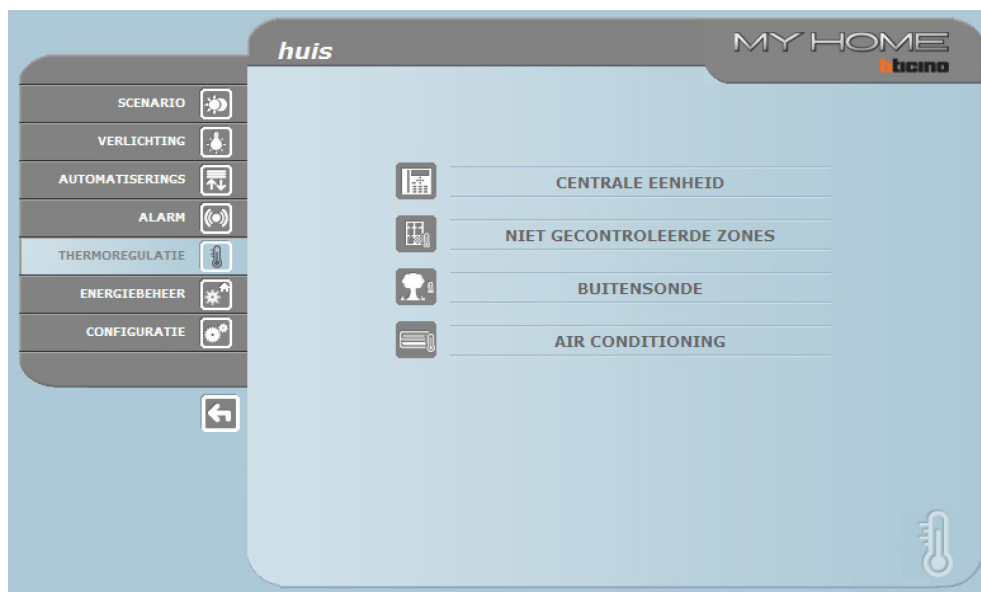 huis
MY HOME
bticino
SCENARIO
VERLICHTING
AUTOMATISERINGS
ALARM
THERMOREGULATIE
ENERGIEBEHEER
CONFIGURATIE
CENTRALE EENHEID
NIET GECONTROLEERDE ZONES
BUITENSONDE
AIR CONDITIONING